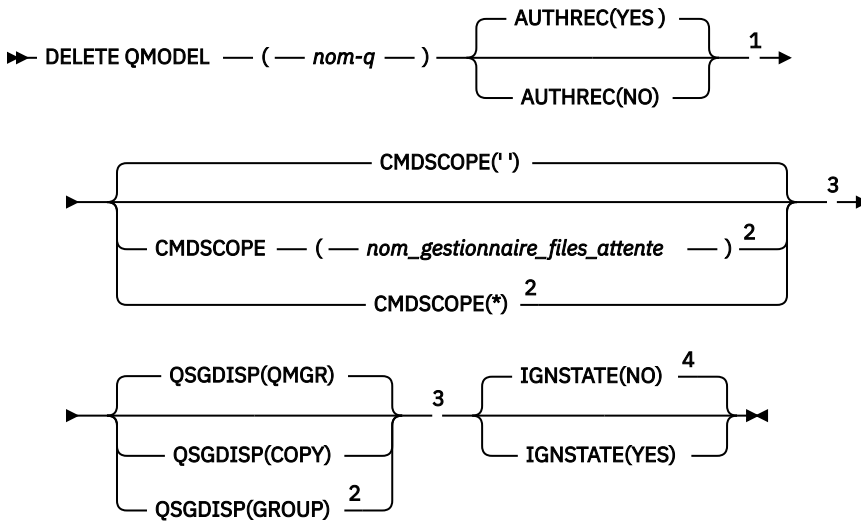 AUTHREC(YES )
DELETE QMODEL ( nom-q ) 1
AUTHREC(NO)
CMDSCOPE(' ')
3
CMDSCOPE ( nom_gestionnaire_files_attente ) 2
CMDSCOPE(*) 2
QSGDISP(QMGR) IGNSTATE(NO) 4
3
QSGDISP(COPY) IGNSTATE(YES)
QSGDISP(GROUP) 2